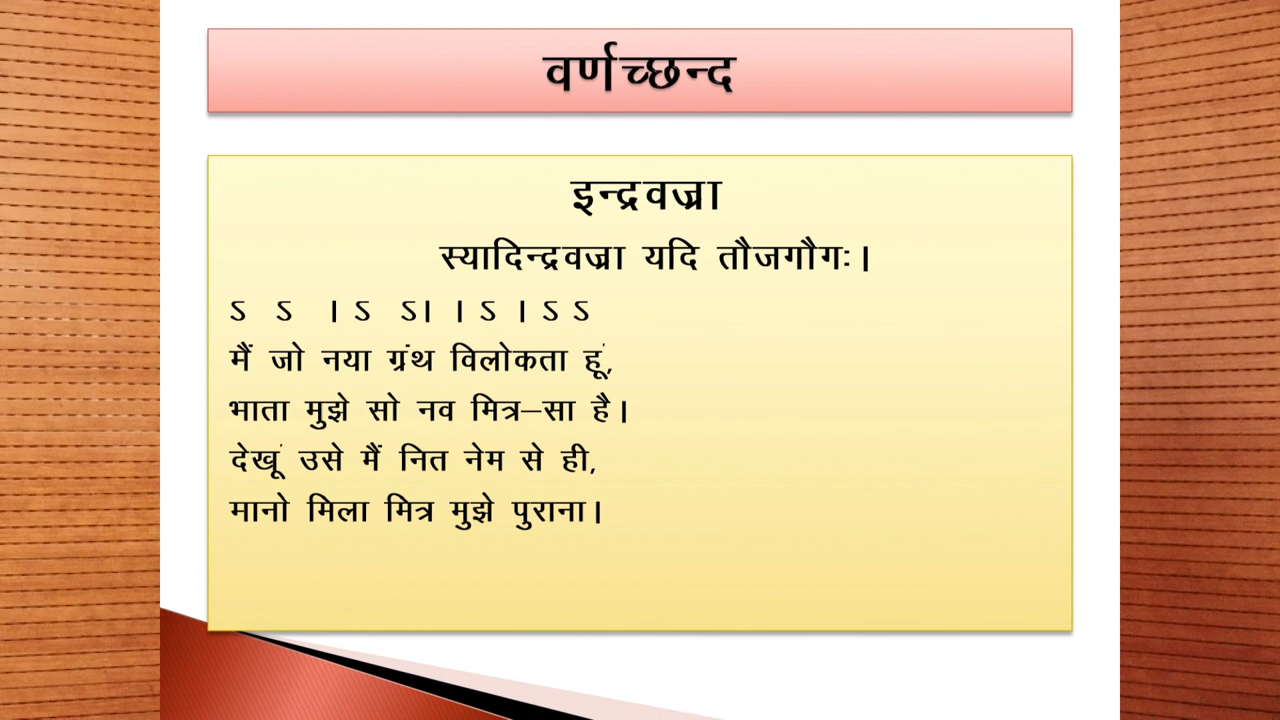 वर्णच्छन्द
इन्द्रवज्रा
स्यादिन्द्रवज्रा यदि तौजगौगः।
ऽ ऽ । ऽ ऽ। । ऽ । ऽ ऽ
मैं जो नया ग्रंथ विलोकता हूं,
भाता मुझे सो नव मित्र–सा है।
देखूं उसे मैं नित नेम से ही,
मानो मिला मित्र मुझे पुराना।